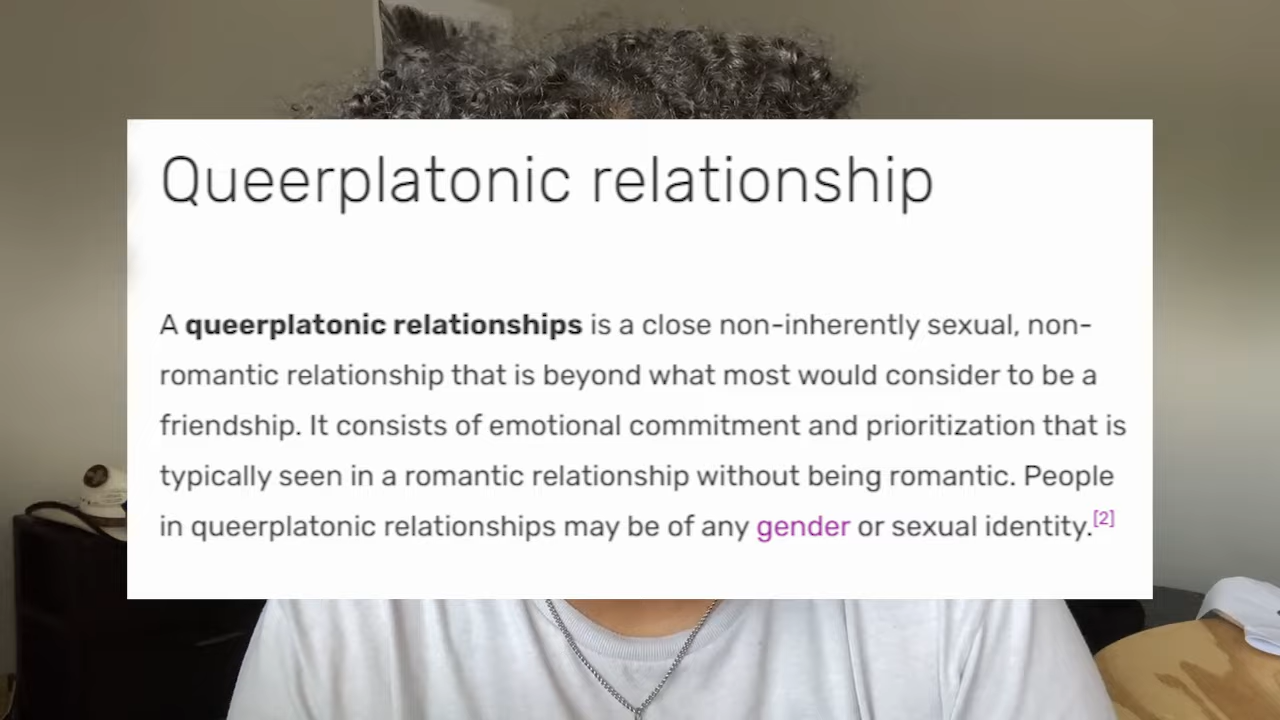 Queerplatonic relationship
A queerplatonic relationships is a close non-inherently sexual, non-
romantic relationship that is beyond what most would consider to be a
friendship. It consists of emotional commitment and prioritization that is
typically seen in a romantic relationship without being romantic. People
in queerplatonic relationships may be of any gender or sexual identity.[2]